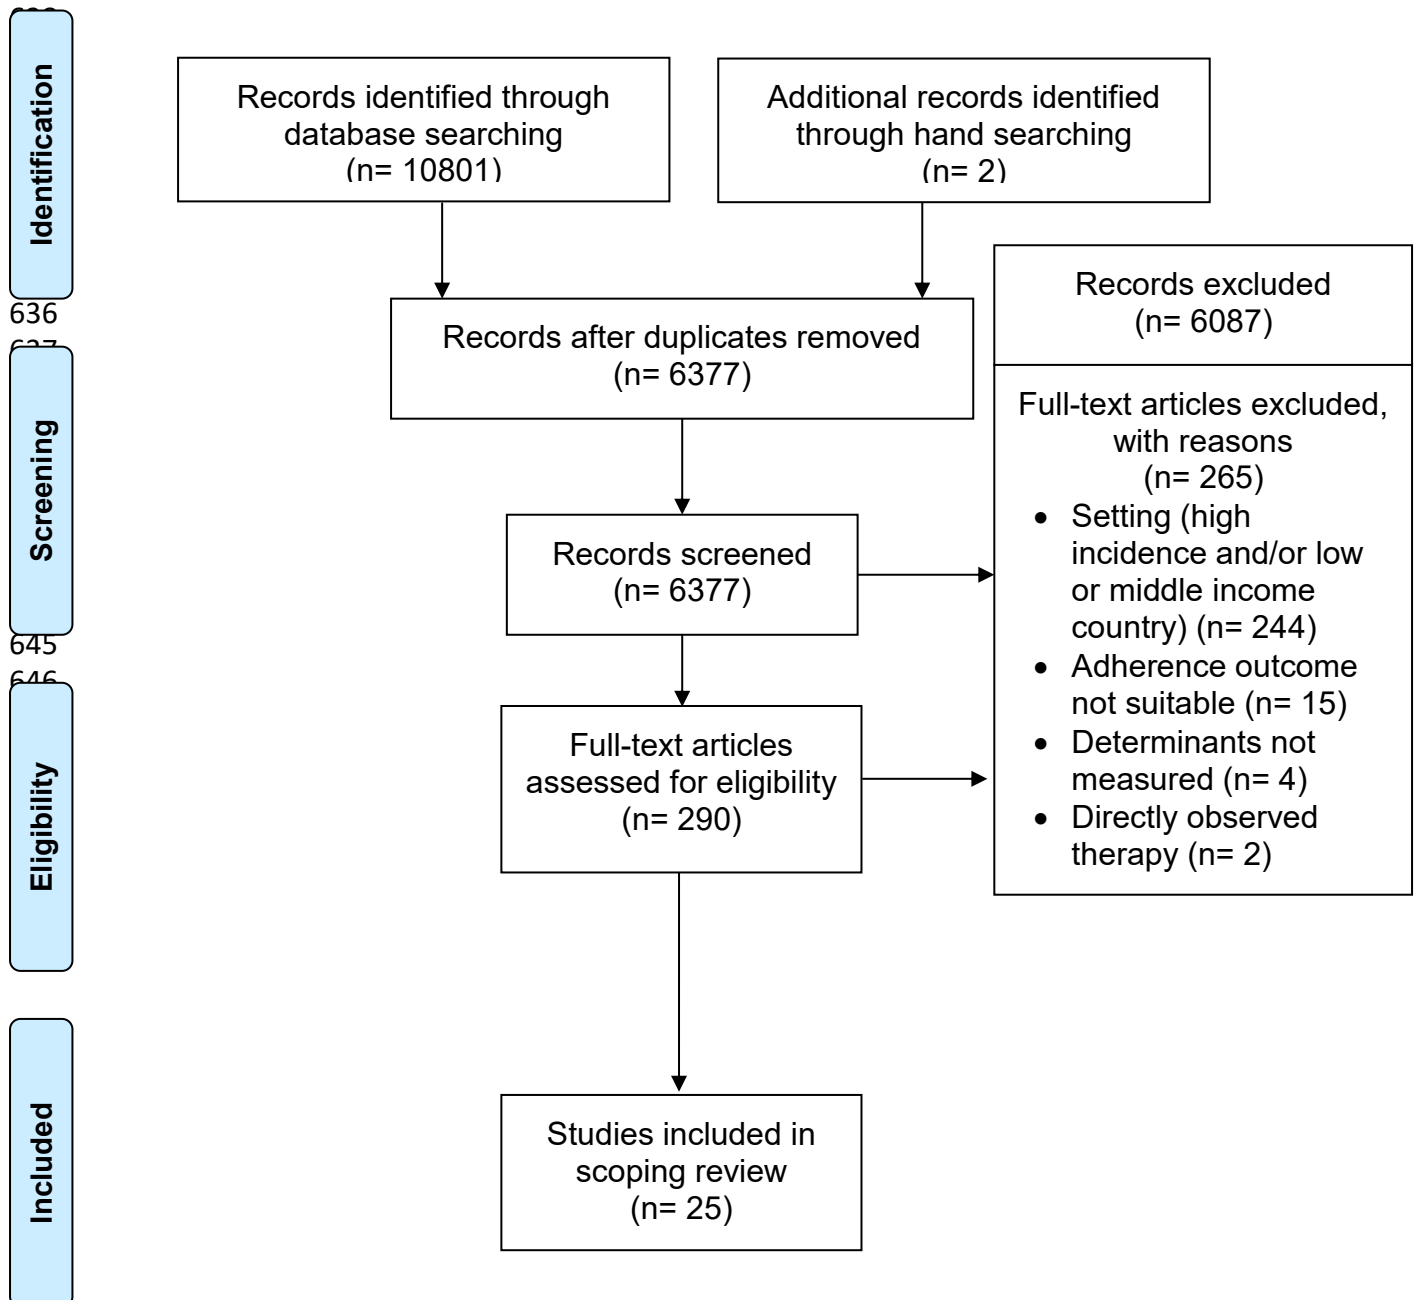 Identification
Records identified through
database searching
(n= 10801)
Additional records identified
through hand searching
(n= 2)
Records after duplicates removed
(n= 6377)
Records excluded
(n= 6087)
636
Screening
Records screened
(n= 6377)
Full-text articles excluded,
with reasons
(n= 265)
• Setting (high
incidence and/or low
or middle income
country) (n= 244)
• Adherence outcome
not suitable (n= 15)
• Determinants not
measured (n= 4)
• Directly observed
therapy (n= 2)
645
646
Eligibility
Full-text articles
assessed for eligibility
(n= 290)
Included
Studies included in
scoping review
(n= 25)